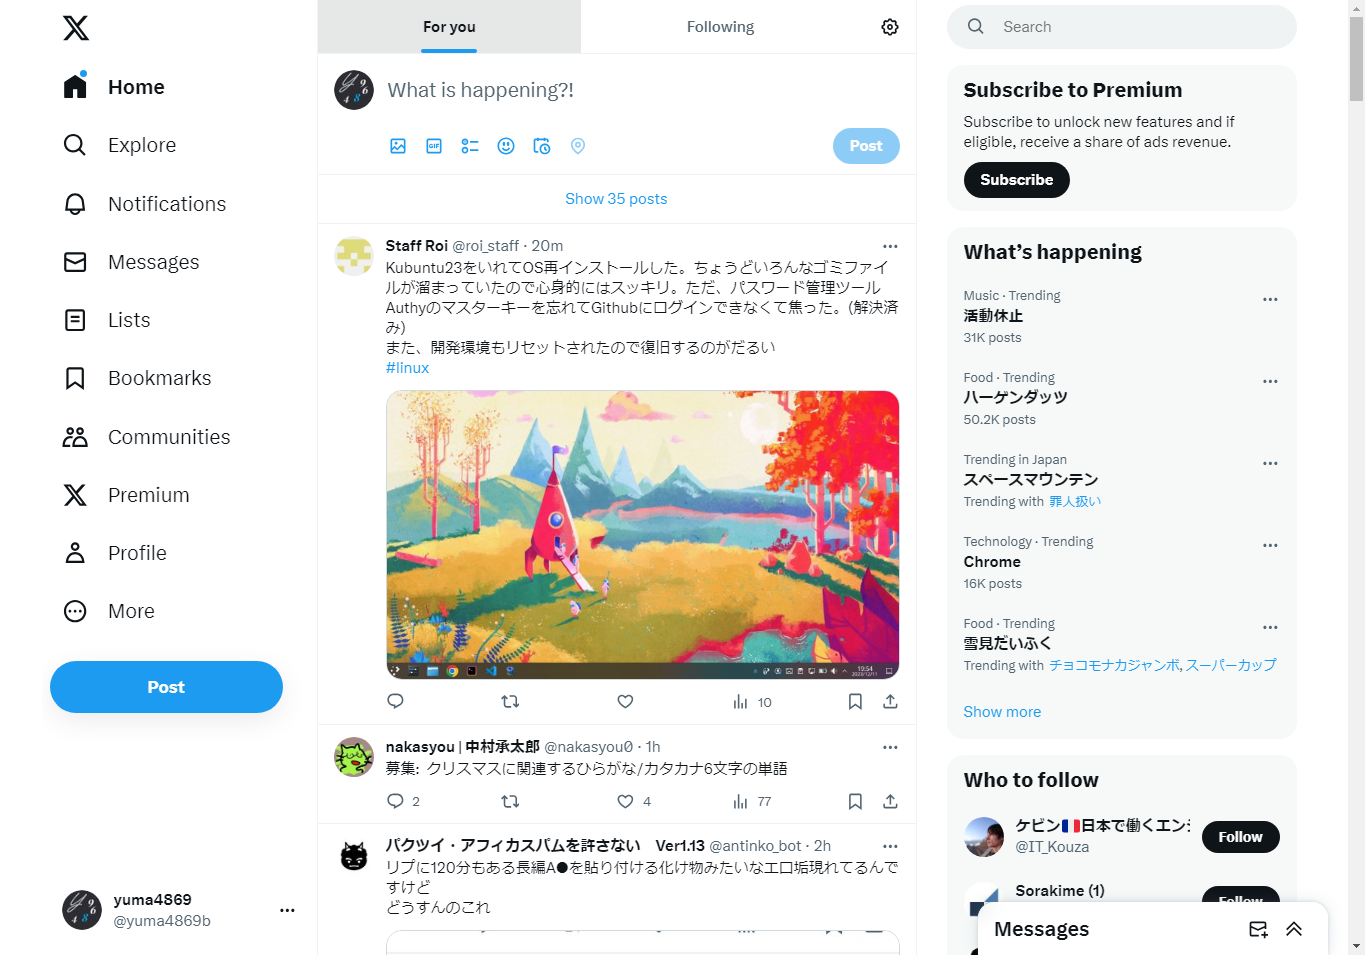 Home
Explore
Notifications
Messages
Lists
Bookmarks
Communities
Premium
Profile
More
Post
yuma4869
@yuma4869b
For you
Following
What is happening?!
GIF
Post
Show 35 posts
Staff Roi @roi_staff · 20m
Kubuntu23をいれてOS再インストールした。ちょうどいろんなゴミファイ
ルが溜まっていたので心身的にはスッキリ。ただ、パスワード管理ツール
Authyのマスターキーを忘れてGithubにログインできなくて焦った。(解決済
み)
また、開発環境もリセットされたので復旧するのがだるい
#linux
19:54
2023/12/11
10
nakasyou | 中村承太郎 @nakasyou0 · 1h
募集: クリスマスに関連するひらがな/カタカナ6文字の単語
2
4
77
パクツイ・アフィカスパムを許さない Ver1.13 @antinko_bot · 2h
リプに120分もある長編A●を貼り付ける化け物みたいなエロ垢現れてるんで
すけど
どうすんのこれ
Search
Subscribe to Premium
Subscribe to unlock new features and if
eligible, receive a share of ads revenue.
Subscribe
What's happening
Music · Trending
活動休止
31K posts
Food · Trending
ハーゲンダッツ
50.2K posts
Trending in Japan
スペースマウンテン
Trending with 罪人扱い
Technology · Trending
Chrome
16K posts
Food · Trending
雪見だいふく
Trending with チョコモナカジャンボ, スーパーカップ
Show more
Who to follow
ケビン🇫🇷日本で働くエンジ
@IT_Kouza
Follow
Sorakime (1)
Follow
Messages